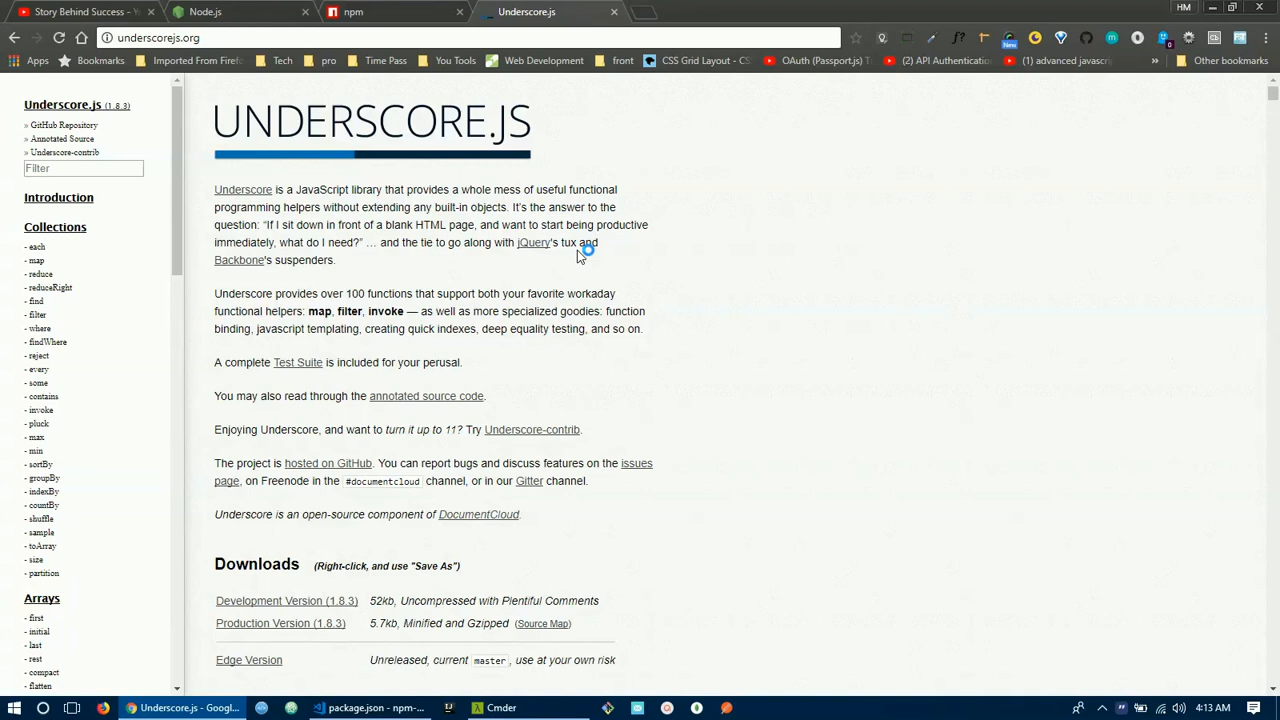 Story Behind Success - Y
Node.js
npm
Underscore.js
HM
underscorejs.org
Apps
Bookmarks
Imported From Firefo
Tech
pro
Time Pass
You Tools
Web Development
front
CSS Grid Layout - CS
OAuth (Passport.js) T
(2) API Authentication
(1) advanced javascrip
»
Other bookmarks
Underscore.js (1.8.3)
» GitHub Repository
» Annotated Source
» Underscore-contrib
Filter
Introduction
Collections
- each
- map
- reduce
- reduceRight
- find
- filter
- where
- findWhere
- reject
- every
- some
- contains
- invoke
- pluck
- max
- min
- sortBy
- groupBy
- indexBy
- countBy
- shuffle
- sample
- toArray
- size
- partition
Arrays
- first
- initial
- last
- rest
- compact
- flatten
UNDERSCORE.JS
Underscore is a JavaScript library that provides a whole mess of useful functional
programming helpers without extending any built-in objects. It's the answer to the
question: “If I sit down in front of a blank HTML page, and want to start being productive
immediately, what do I need?” … and the tie to go along with jQuery's tux and
Backbone's suspenders.
Underscore provides over 100 functions that support both your favorite workaday
functional helpers: map, filter, invoke — as well as more specialized goodies: function
binding, javascript templating, creating quick indexes, deep equality testing, and so on.
A complete Test Suite is included for your perusal.
You may also read through the annotated source code.
Enjoying Underscore, and want to turn it up to 11? Try Underscore-contrib.
The project is hosted on GitHub. You can report bugs and discuss features on the issues
page, on Freenode in the #documentcloud channel, or in our Gitter channel.
Underscore is an open-source component of DocumentCloud.
Downloads (Right-click, and use "Save As")
Development Version (1.8.3) 52kb, Uncompressed with Plentiful Comments
Production Version (1.8.3) 5.7kb, Minified and Gzipped (Source Map)
Edge Version Unreleased, current master, use at your own risk
Underscore.js - Googl...
package.json - npm-...
Cmder
4:13 AM